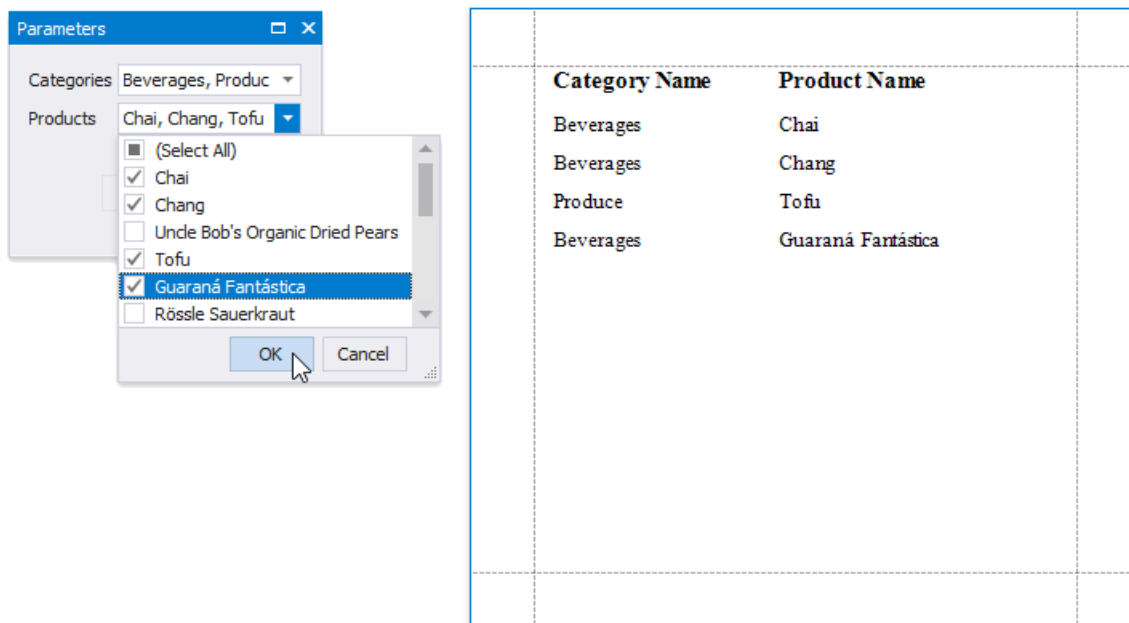 Parameters
Categories Beverages, Produc
Products Chai, Chang, Tofu
(Select All)
Chai
Chang
Uncle Bob's Organic Dried Pears
Tofu
Guaraná Fantástica
Rössle Sauerkraut
OK Cancel
Category Name Product Name
Beverages Chai
Beverages Chang
Produce Tofu
Beverages Guaraná Fantástica